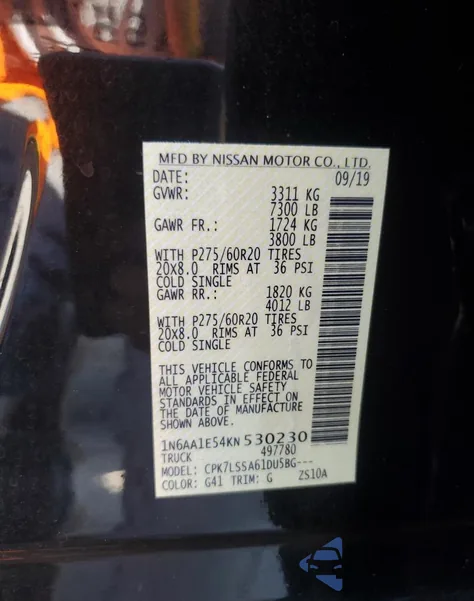 MFD BY NISSAN MOTOR CO., LTD.
DATE: 09/19
GVWR: 3311 KG
7300 LB
GAWR FR.: 1724 KG
3800 LB
WITH P275/60R20 TIRES
20X8.0 RIMS AT 36 PSI
COLD SINGLE
GAWR RR.: 1820 KG
4012 LB
WITH P275/60R20 TIRES
20X8.0 RIMS AT 36 PSI
COLD SINGLE
THIS VEHICLE CONFORMS TO
ALL APPLICABLE FEDERAL
MOTOR VEHICLE SAFETY
STANDARDS IN EFFECT ON
THE DATE OF MANUFACTURE
SHOWN ABOVE.
1N6AA1E54KN530230
TRUCK 497780
MODEL: CPK7LSSA61DU5BG---
COLOR: G41 TRIM: G ZS10A